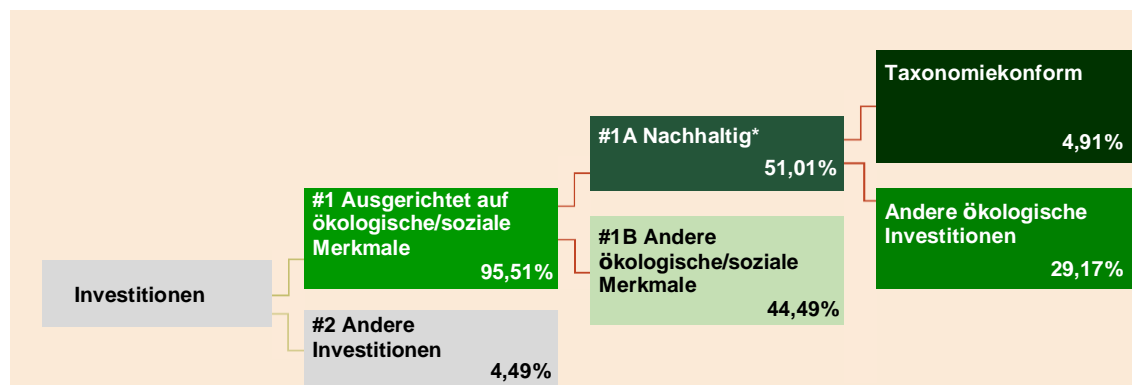 Investitionen
#1 Ausgerichtet auf
ökologische/soziale
Merkmale
95,51%
#2 Andere
Investitionen
4,49%
#1A Nachhaltig*
51,01%
#1B Andere
ökologische/soziale
Merkmale
44,49%
Taxonomiekonform
4,91%
Andere ökologische
Investitionen
29,17%